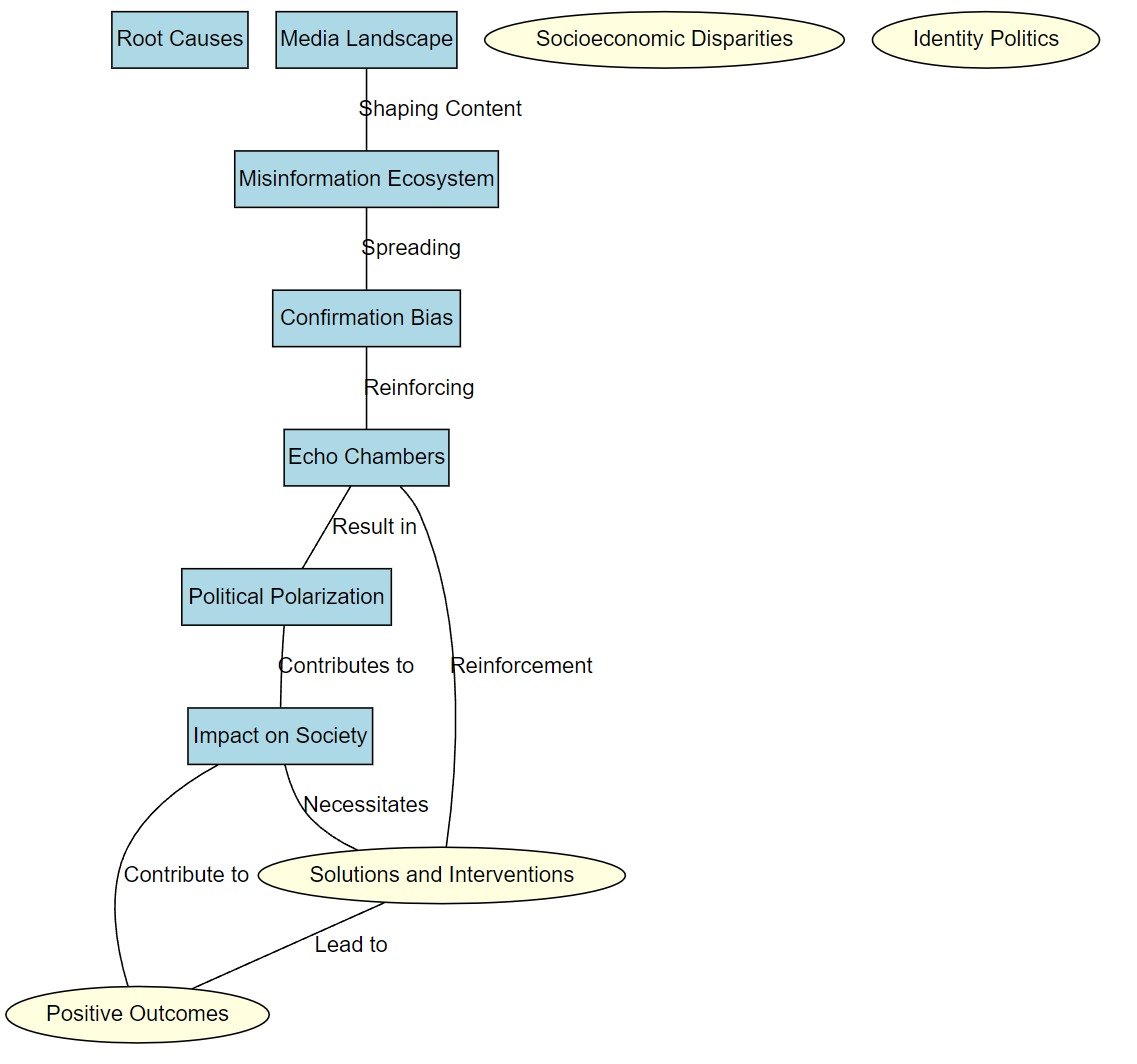 Root Causes
Media Landscape
Socioeconomic Disparities
Identity Politics
Shaping Content
Misinformation Ecosystem
Spreading
Confirmation Bias
Reinforcing
Echo Chambers
Result in
Political Polarization
Contributes to
Reinforcement
Impact on Society
Necessitates
Contribute to
Solutions and Interventions
Lead to
Positive Outcomes